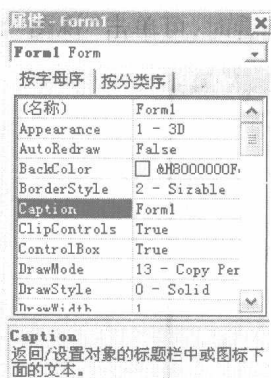 属性 - Form1
Form1 Form
按字母序 按分类序
(名称) Form1
Appearance 1 - 3D
AutoRedraw False
BackColor &H8000000F&
BorderStyle 2 - Sizable
Caption Form1
ClipControls True
ControlBox True
DrawMode 13 - Copy Per
DrawStyle 0 - Solid
DrawWidth 1
Caption
返回/设置对象的标题栏中或图标下
面的文本。